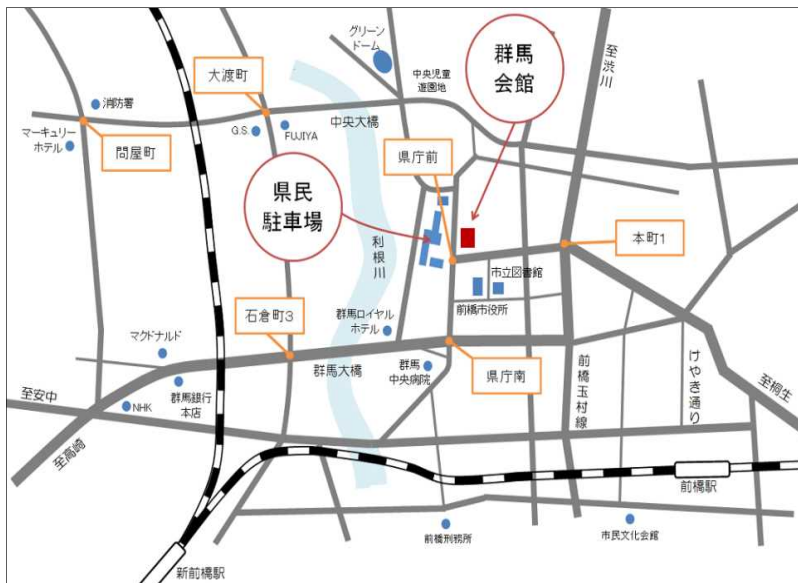 グリーン
ドーム
群馬
会館
至渋川
大渡町
中央児童
遊園地
消防署
G.S.
FUJIYA
中央大橋
マーキュリー
ホテル
問屋町
県庁前
県民
駐車場
利根川
本町1
市立図書館
前橋市役所
石倉町3
群馬ロイヤル
ホテル
マクドナルド
群馬大橋
群馬
中央病院
県庁南
前橋玉村線
けやき通り
至桐生
至安中
NHK
群馬銀行
本店
至高崎
前橋駅
前橋刑務所
市民文化会館
新前橋駅